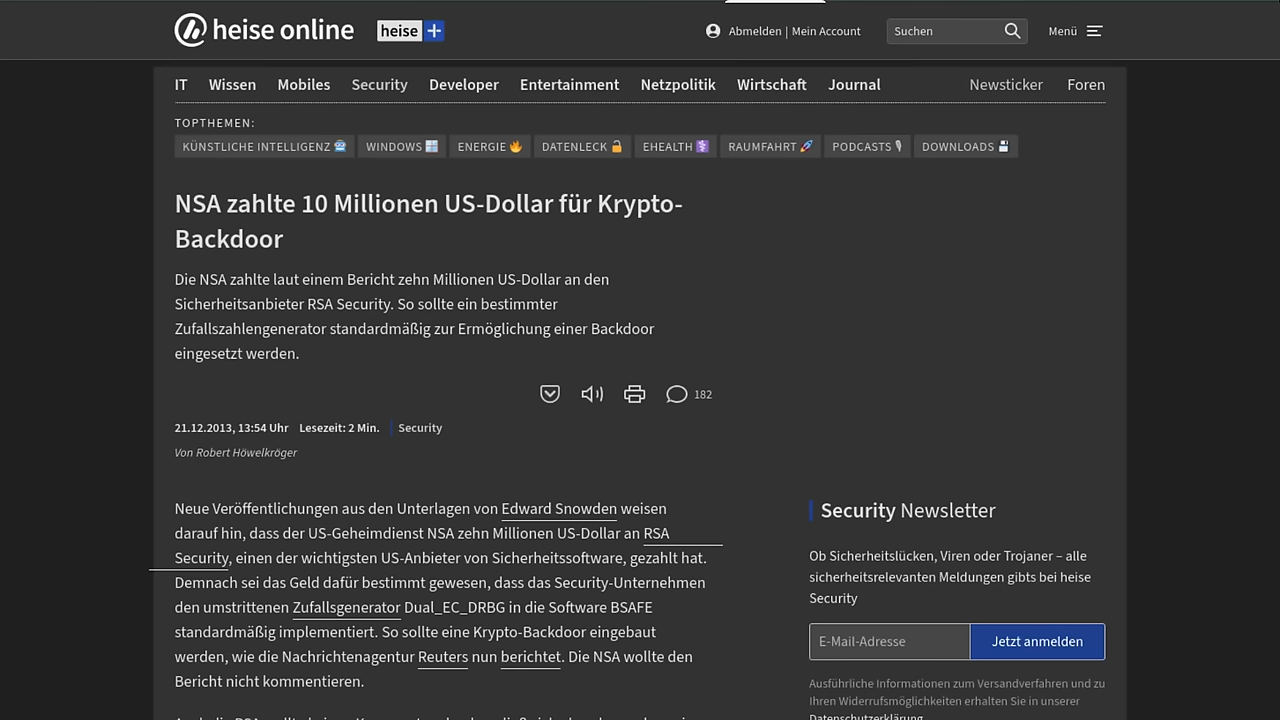 heise online heise + Abmelden | Mein Account Suchen Menü
IT Wissen Mobiles Security Developer Entertainment Netzpolitik Wirtschaft Journal Newsticker Foren
TOPTHEMEN:
KÜNSTLICHE INTELLIGENZ WINDOWS ENERGIE DATENLECK EHEALTH RAUMFAHRT PODCASTS DOWNLOADS
NSA zahlte 10 Millionen US-Dollar für Krypto-
Backdoor
Die NSA zahlte laut einem Bericht zehn Millionen US-Dollar an den
Sicherheitsanbieter RSA Security. So sollte ein bestimmter
Zufallszahlengenerator standardmäßig zur Ermöglichung einer Backdoor
eingesetzt werden.
182
21.12.2013, 13:54 Uhr Lesezeit: 2 Min. Security
Von Robert Höwelkröger
Neue Veröffentlichungen aus den Unterlagen von Edward Snowden weisen
darauf hin, dass der US-Geheimdienst NSA zehn Millionen US-Dollar an RSA
Security, einen der wichtigsten US-Anbieter von Sicherheitssoftware, gezahlt hat.
Demnach sei das Geld dafür bestimmt gewesen, dass das Security-Unternehmen
den umstrittenen Zufallsgenerator Dual_EC_DRBG in die Software BSAFE
standardmäßig implementiert. So sollte eine Krypto-Backdoor eingebaut
werden, wie die Nachrichtenagentur Reuters nun berichtet. Die NSA wollte den
Bericht nicht kommentieren.
Security Newsletter
Ob Sicherheitslücken, Viren oder Trojaner – alle
sicherheitsrelevanten Meldungen gibts bei heise
Security
E-Mail-Adresse Jetzt anmelden
Ausführliche Informationen zum Versandverfahren und zu
Ihren Widerrufsmöglichkeiten erhalten Sie in unserer
Datenschutzerklärung